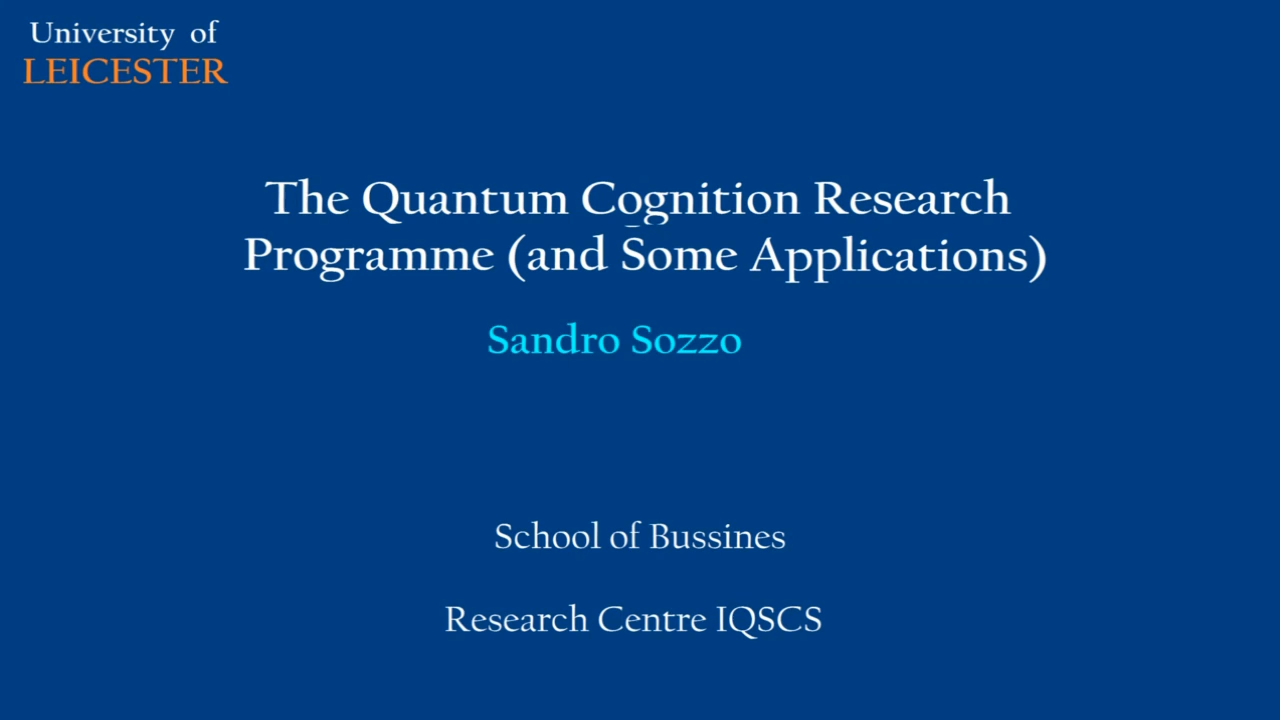 University of
LEICESTER
The Quantum Cognition Research
Programme (and Some Applications)
Sandro Sozzo
School of Bussines
Research Centre IQSCS